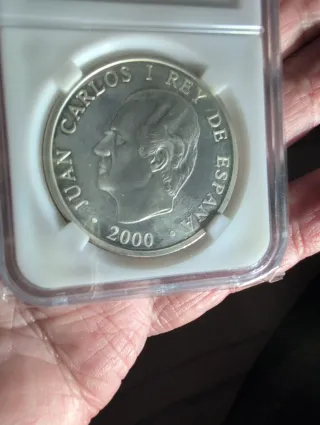 JUAN CARLOS I REY DE ESPAÑA
· 2000 ·